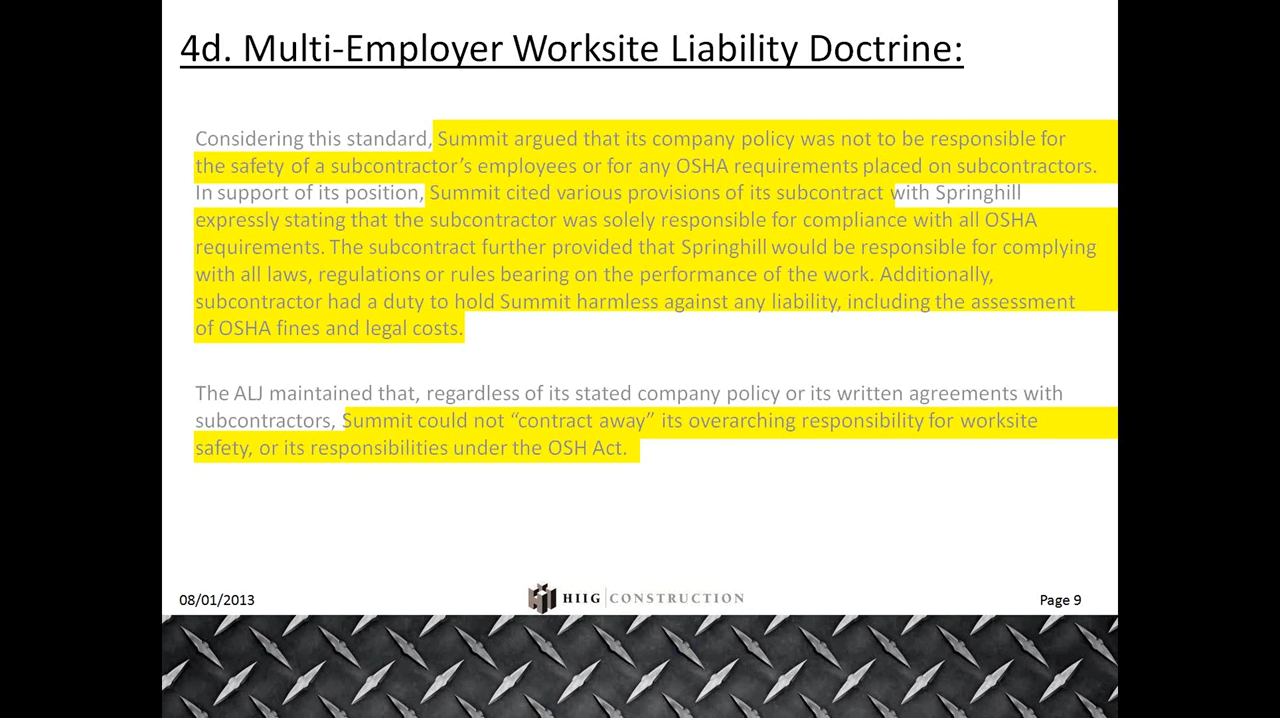 4d. Multi-Employer Worksite Liability Doctrine:
Considering this standard, Summit argued that its company policy was not to be responsible for
the safety of a subcontractor’s employees or for any OSHA requirements placed on subcontractors.
In support of its position, Summit cited various provisions of its subcontract with Springhill
expressly stating that the subcontractor was solely responsible for compliance with all OSHA
requirements. The subcontract further provided that Springhill would be responsible for complying
with all laws, regulations or rules bearing on the performance of the work. Additionally,
subcontractor had a duty to hold Summit harmless against any liability, including the assessment
of OSHA fines and legal costs.
The ALJ maintained that, regardless of its stated company policy or its written agreements with
subcontractors, Summit could not “contract away” its overarching responsibility for worksite
safety, or its responsibilities under the OSH Act.
08/01/2013
HIIG CONSTRUCTION
Page 9